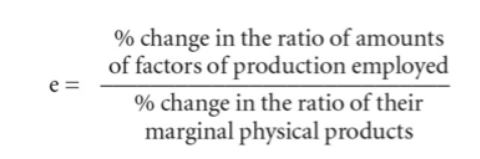 % change in the ratio of amounts
of factors of production employed
e =
% change in the ratio of their
marginal physical products